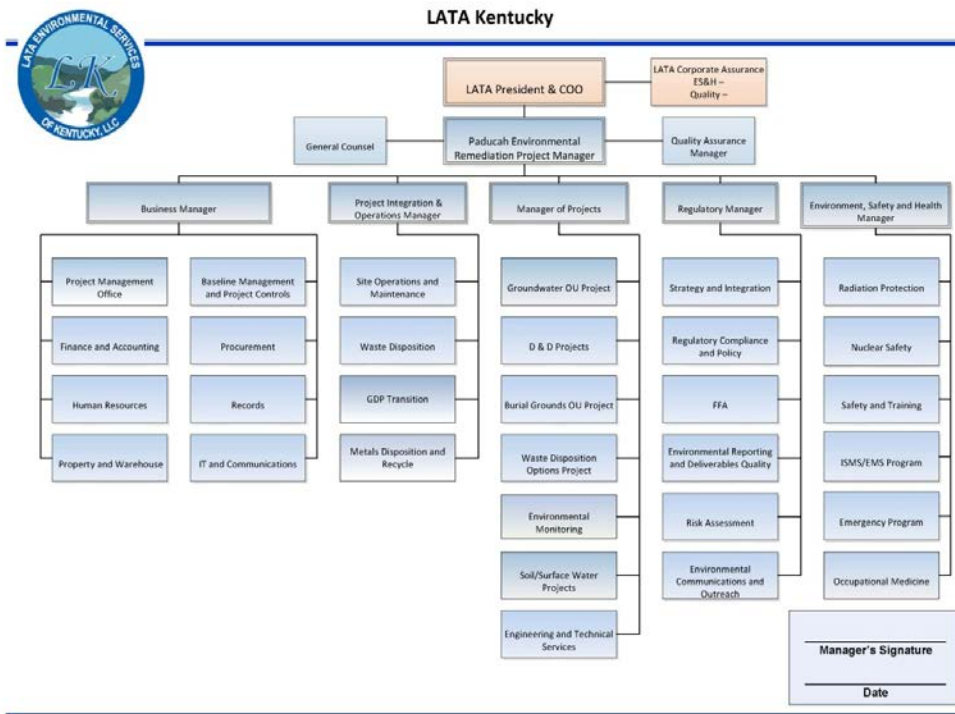 LATA Kentucky
LATA ENVIRONMENTAL SERVICES
LK
OF KENTUCKY, LLC
LATA President & COO
LATA Corporate Assurance
ES&H –
Quality –
General Counsel
Paducah Environmental
Remediation Project Manager
Quality Assurance
Manager
Business Manager
Project Integration &
Operations Manager
Manager of Projects
Regulatory Manager
Environment, Safety and Health
Manager
Project Management
Office
Baseline Management
and Project Controls
Site Operations and
Maintenance
Groundwater OU Project
Strategy and Integration
Radiation Protection
Finance and Accounting
Procurement
Waste Disposition
D & D Projects
Regulatory Compliance
and Policy
Nuclear Safety
Human Resources
Records
GDP Transition
Burial Grounds OU Project
FFA
Safety and Training
Property and Warehouse
IT and Communications
Metals Disposition and
Recycle
Waste Disposition
Options Project
Environmental Reporting
and Deliverables Quality
ISMS/EMS Program
Environmental
Monitoring
Risk Assessment
Emergency Program
Soil/Surface Water
Projects
Environmental
Communications and
Outreach
Occupational Medicine
Engineering and Technical
Services
Manager's Signature
Date